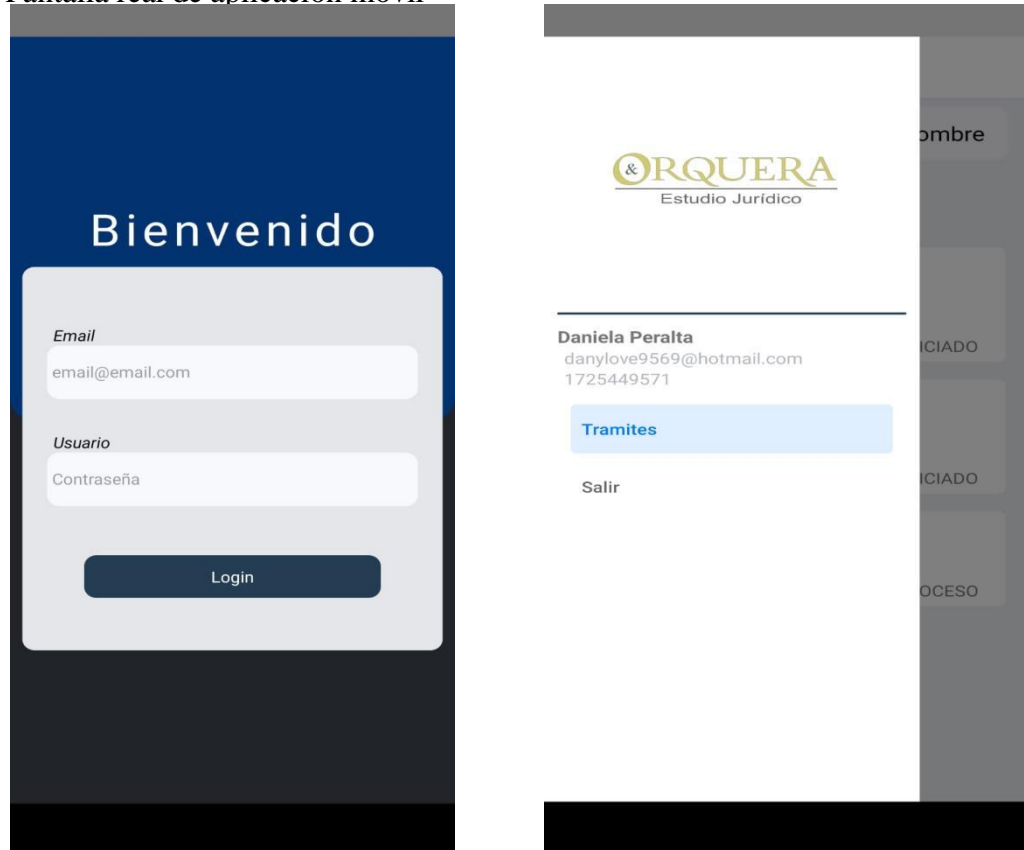 Pantalla real de aplicación móvil
Bienvenido
Email
email@email.com
Usuario
Contraseña
Login
& ORQUERA
Estudio Jurídico
Daniela Peralta
danylove9569@hotmail.com
1725449571
Tramites
Salir
ombre
ICIADO
ICIADO
OCESO